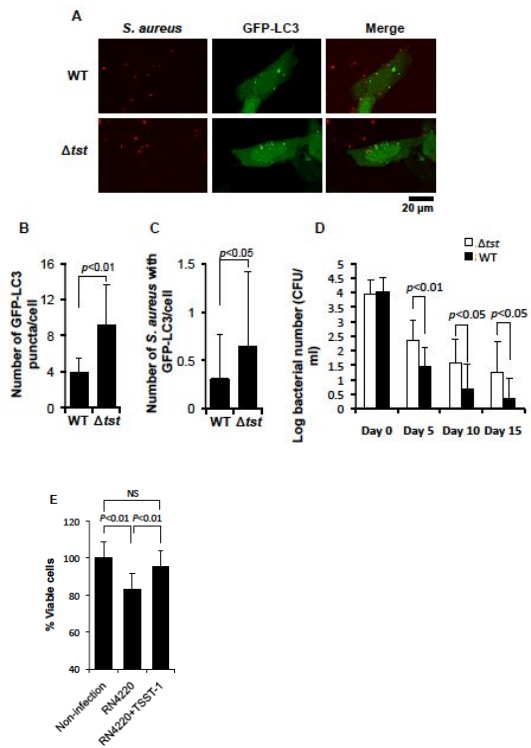 A
S. aureus GFP-LC3 Merge
WT
Δtst
20 μm
B
Number of GFP-LC3 puncta/cell
p<0.01
15
10
5
0
WT Δtst
C
Number of S. aureus with GFP-LC3/cell
p<0.05
1.5
1
0.5
0
WT Δtst
D
Δtst
WT
Log bacterial number (CFU/ml)
5
4.5
4
3.5
3
2.5
2
1.5
1
0.5
0
p<0.01
p<0.05
p<0.05
Day 0 Day 5 Day 10 Day 15
E
NS
P<0.01 P<0.01
% Viable cells
120
100
80
60
40
Non-infection
RN4220
RN4220+TSST-1